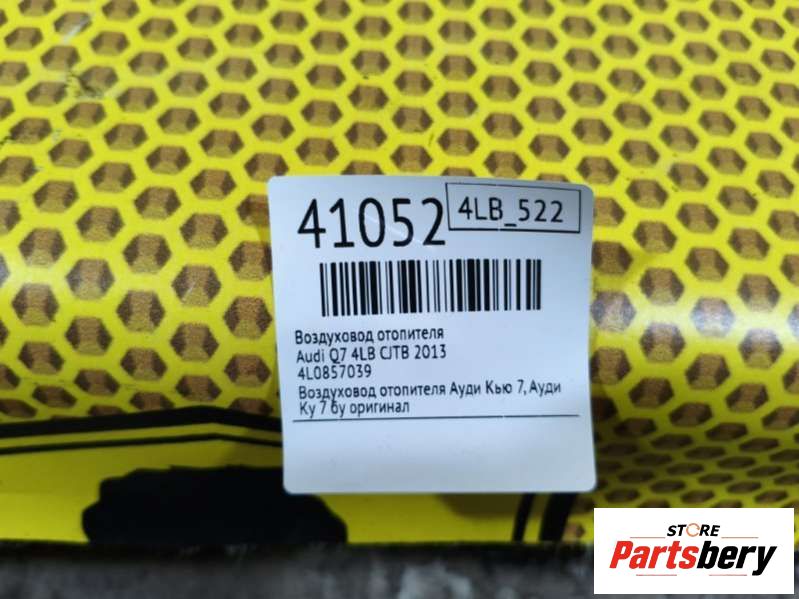 41052
4LB_522
Воздуховод отопителя
Audi Q7 4LB CJTB 2013
4L0857039
Воздуховод отопителя Ауди Кью 7, Ауди
Ку 7 бу оригинал
STORE
Partsbery